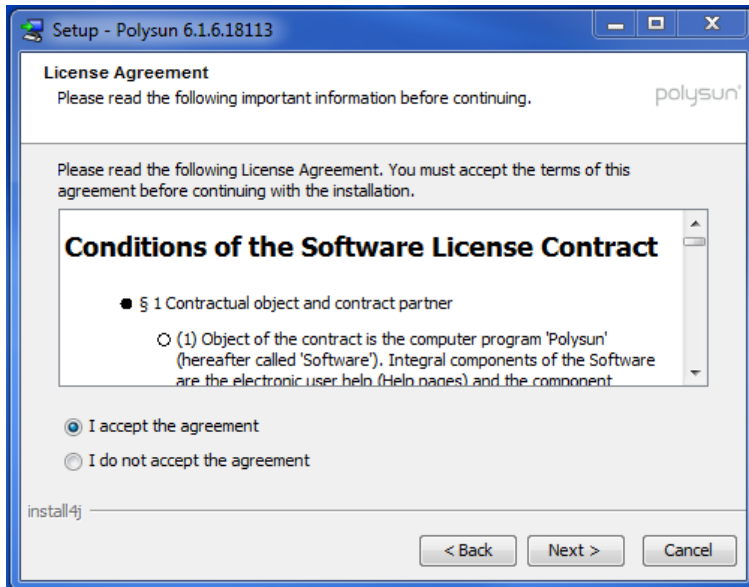 Setup - Polysun 6.1.6.18113
License Agreement
Please read the following important information before continuing.
polysun
Please read the following License Agreement. You must accept the terms of this
agreement before continuing with the installation.
Conditions of the Software License Contract
§ 1 Contractual object and contract partner
(1) Object of the contract is the computer program 'Polysun'
(hereafter called 'Software'). Integral components of the Software
are the electronic user help (Help pages) and the component
I accept the agreement
I do not accept the agreement
install4j
< Back
Next >
Cancel